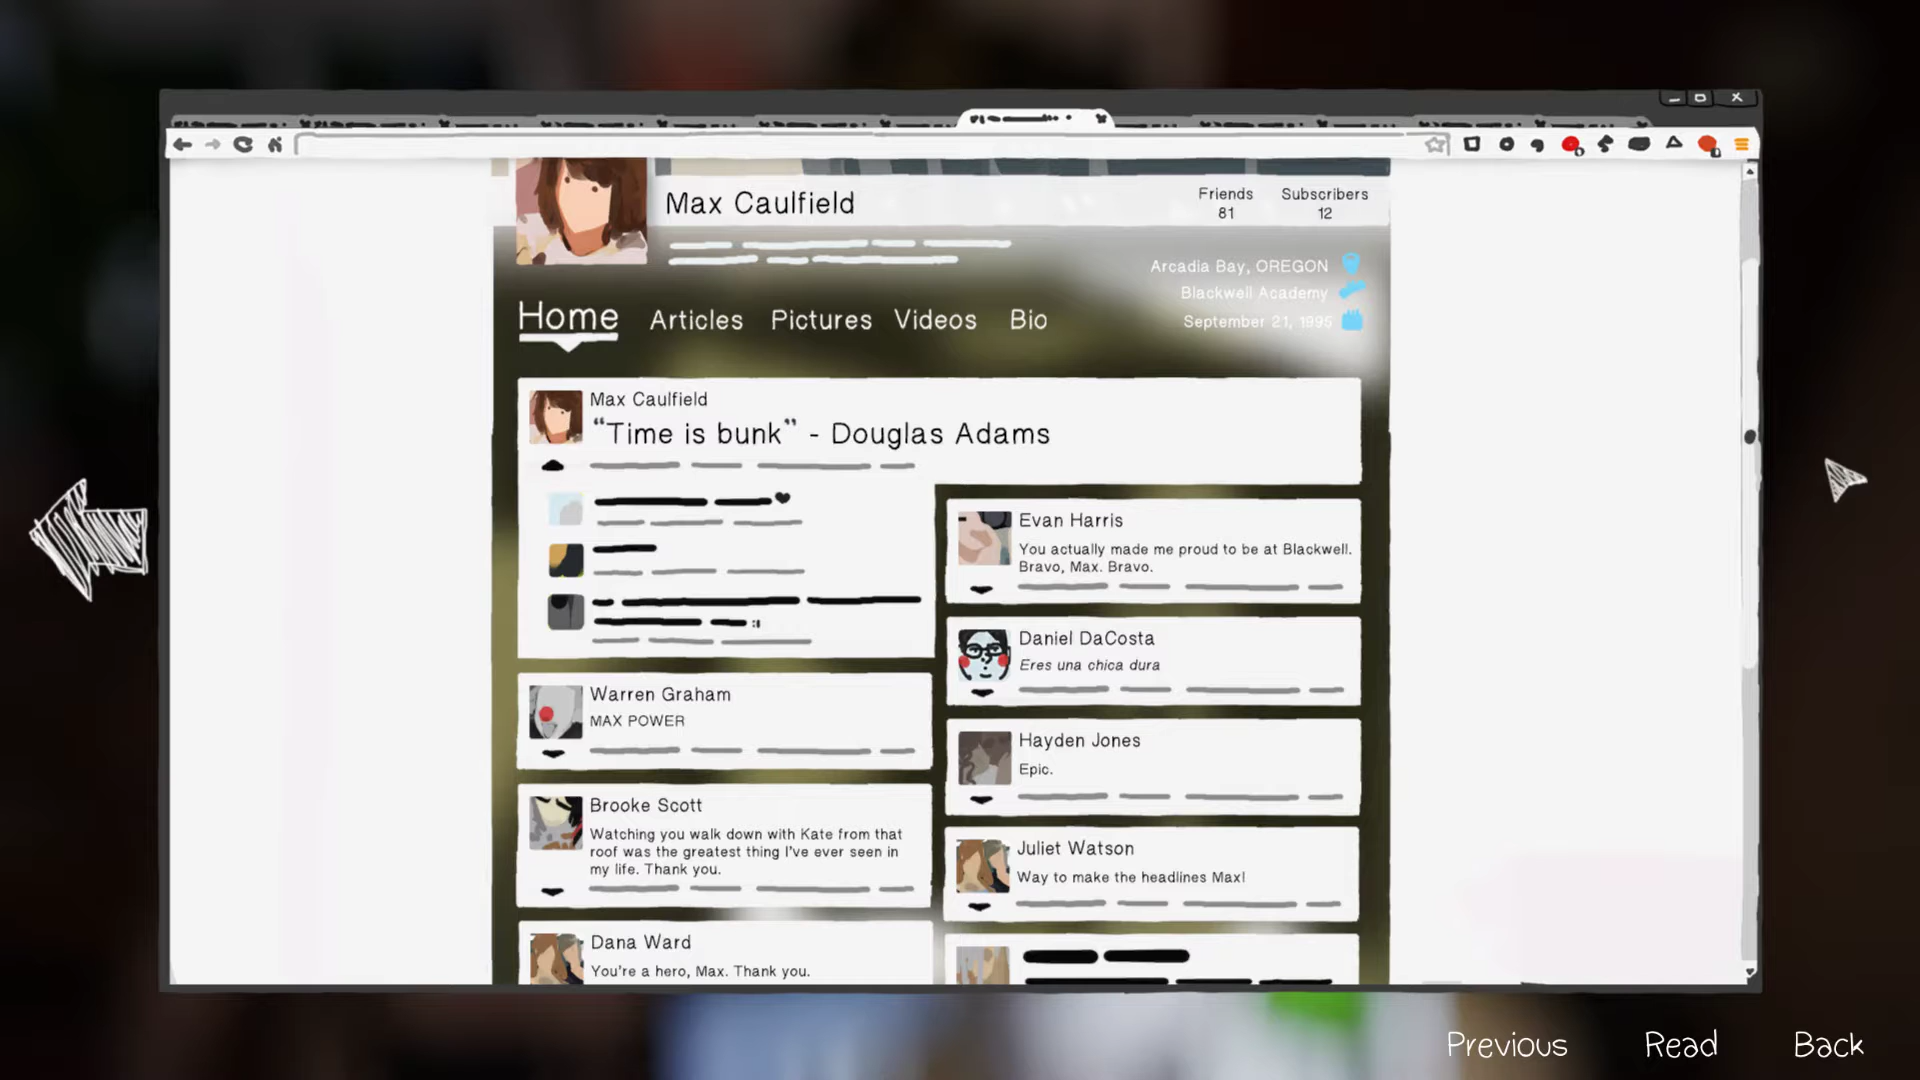 Max Caulfield
Friends
81
Subscribers
12
Arcadia Bay, OREGON
Blackwell Academy
September 21, 1995
Home
Articles
Pictures
Videos
Bio
Max Caulfield
“Time is bunk” - Douglas Adams
Warren Graham
MAX POWER
Brooke Scott
Watching you walk down with Kate from that
roof was the greatest thing I've ever seen in
my life. Thank you.
Dana Ward
You're a hero, Max. Thank you.
Evan Harris
You actually made me proud to be at Blackwell.
Bravo, Max. Bravo.
Daniel DaCosta
Eres una chica dura
Hayden Jones
Epic.
Juliet Watson
Way to make the headlines Max!
Previous
Read
Back